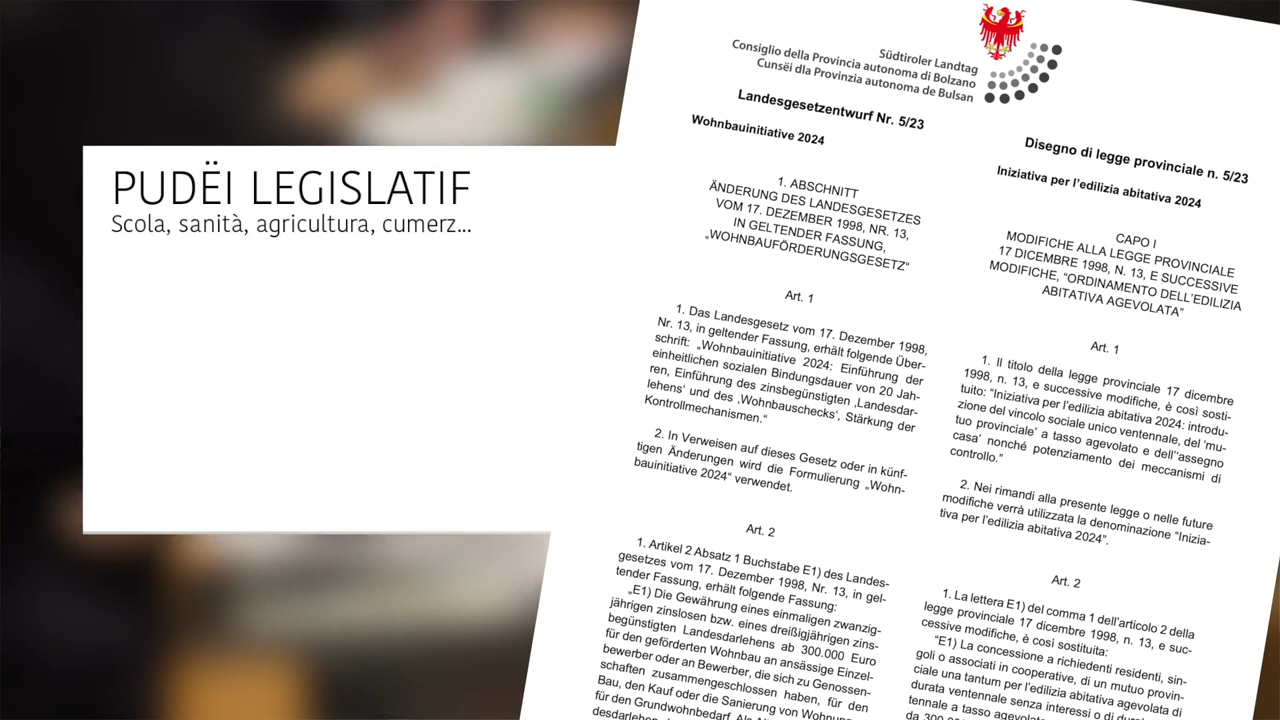 PUDËI LEGISLATIF
Scola, sanità, agricultura, cumerz...
Südtiroler Landtag
Consiglio della Provincia autonoma di Bolzano
Cunsëi dla Provinzia autonoma de Bulsan
Landesgesetzentwurf Nr. 5/23
Wohnbauinitiative 2024
1. ABSCHNITT
ÄNDERUNG DES LANDESGESETZES
VOM 17. DEZEMBER 1998, NR. 13,
IN GELTENDER FASSUNG,
„WOHNBAUFÖRDERUNGSGESETZ“
Art. 1
1. Das Landesgesetz vom 17. Dezember 1998,
Nr. 13, in geltender Fassung, erhält folgende Über-
schrift: „Wohnbauinitiative 2024: Einführung der
einheitlichen sozialen Bindungsdauer von 20 Jah-
ren, Einführung des zinsbegünstigten ‚Landesdar-
lehens‘ und des ‚Wohnbauschecks‘, Stärkung der
Kontrollmechanismen.“
2. In Verweisen auf dieses Gesetz oder in künf-
tigen Änderungen wird die Formulierung „Wohn-
bauinitiative 2024“ verwendet.
Art. 2
1. Artikel 2 Absatz 1 Buchstabe E1) des Landes-
gesetzes vom 17. Dezember 1998, Nr. 13, in gel-
tender Fassung, erhält folgende Fassung:
„E1) Die Gewährung eines einmaligen zwanzig-
jährigen zinslosen bzw. eines dreißigjährigen zins-
begünstigten Landesdarlehens ab 300.000 Euro
für den geförderten Wohnbau an ansässige Einzel-
bewerber oder an Bewerber, die sich zu Genossen-
schaften zusammengeschlossen haben, für den
Bau, den Kauf oder die Sanierung von Wohnung
für den Grundwohnbedarf. Als
desdarlehen
Disegno di legge provinciale n. 5/23
Iniziativa per l’edilizia abitativa 2024
CAPO I
MODIFICHE ALLA LEGGE PROVINCIALE
17 DICEMBRE 1998, N. 13, E SUCCESSIVE
MODIFICHE, “ORDINAMENTO DELL’EDILIZIA
ABITATIVA AGEVOLATA”
Art. 1
1. Il titolo della legge provinciale 17 dicembre
1998, n. 13, e successive modifiche, è così sosti-
tuito: “Iniziativa per l’edilizia abitativa 2024: introdu-
zione del vincolo sociale unico ventennale, del ‘mu-
tuo provinciale’ a tasso agevolato e dell’‘assegno
casa’ nonché potenziamento dei meccanismi di
controllo.”
2. Nei rimandi alla presente legge o nelle future
modifiche verrà utilizzata la denominazione “Inizia-
tiva per l’edilizia abitativa 2024”.
Art. 2
1. La lettera E1) del comma 1 dell’articolo 2 della
legge provinciale 17 dicembre 1998, n. 13, e suc-
cessive modifiche, è così sostituita:
“E1) La concessione a richiedenti residenti, sin-
goli o associati in cooperative, di un mutuo provin-
ciale una tantum per l’edilizia abitativa agevolata di
durata ventennale senza interessi o di
tennale a tasso agevolato
da 300